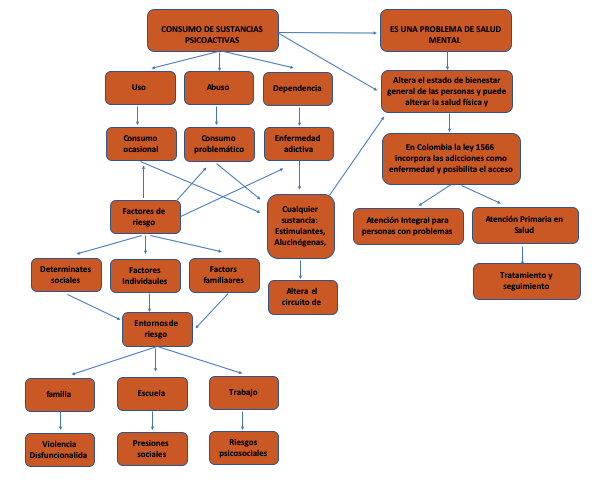 CONSUMO DE SUSTANCIAS
PSICOACTIVAS
ES UNA PROBLEMA DE SALUD
MENTAL
Uso
Abuso
Dependencia
Altera el estado de bienestar
general de las personas y puede
alterar la salud física y
Consumo
ocasional
Consumo
problemático
Enfermedad
adictiva
En Colombia la ley 1566
incorpora las adicciones como
enfermedad y posibilita el acceso
Factores de
riesgo
Cualquier
sustancia:
Estimulantes,
Alucinógenas,
Atención Integral para
personas con problemas
Atención Primaria en
Salud
Determinates
sociales
Factores
Individaules
Factors
familiaares
Altera el
circuito de
Tratamiento y
seguimiento
Entornos de
riesgo
familia
Escuela
Trabajo
Violencia
Disfuncionalida
Presiones
sociales
Riesgos
psicosociales